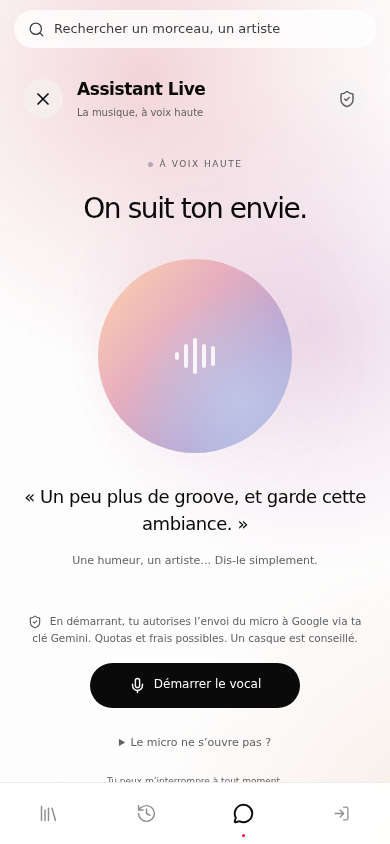 Rechercher un morceau, un artiste
Assistant Live
La musique, à voix haute
À VOIX HAUTE
On suit ton envie.
« Un peu plus de groove, et garde cette
ambiance. »
Une humeur, un artiste… Dis-le simplement.
En démarrant, tu autorises l’envoi du micro à Google via ta
clé Gemini. Quotas et frais possibles. Un casque est conseillé.
Démarrer le vocal
Le micro ne s’ouvre pas ?
Tu peux m’interrompre à tout moment